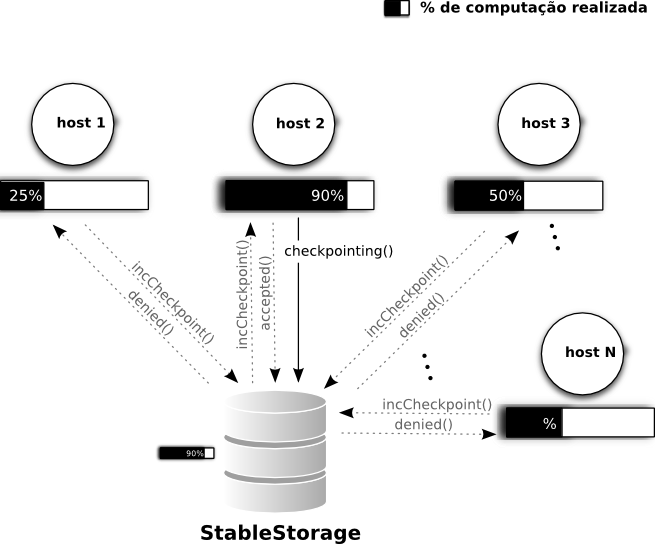 % de computação realizada
host 1
host 2
host 3
25%
90%
50%
checkpointing()
incCheckpoint()
denied()
incCheckpoint()
accepted()
incCheckpoint()
denied()
host N
incCheckpoint()
%
denied()
90%
StableStorage